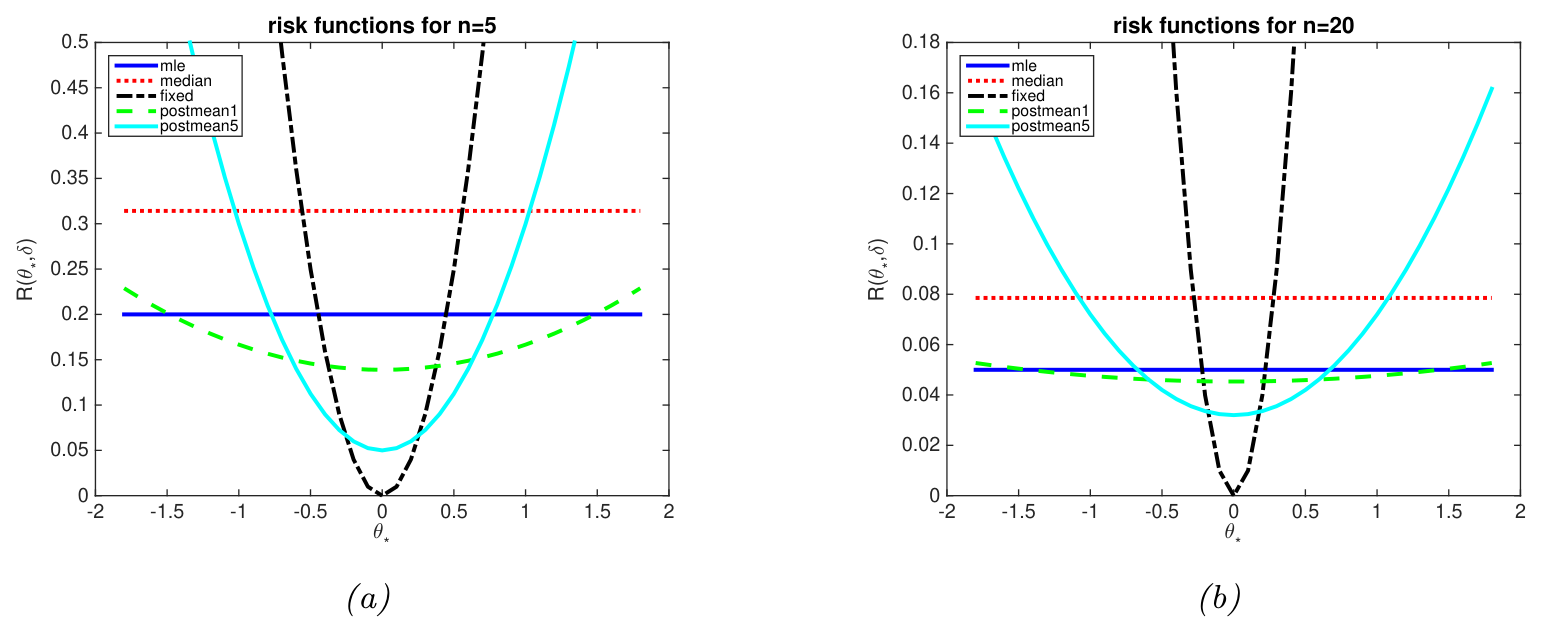 risk functions for n=5
0.5
0.45
0.4
0.35
0.3
0.25
0.2
0.15
0.1
0.05
0
R(θ*,δ)
mle
median
fixed
postmean1
postmean5
-2 -1.5 -1 -0.5 0 0.5 1 1.5 2
θ*
(a)
risk functions for n=20
0.18
0.16
0.14
0.12
0.1
0.08
0.06
0.04
0.02
0
R(θ*,δ)
mle
median
fixed
postmean1
postmean5
-2 -1.5 -1 -0.5 0 0.5 1 1.5 2
θ*
(b)